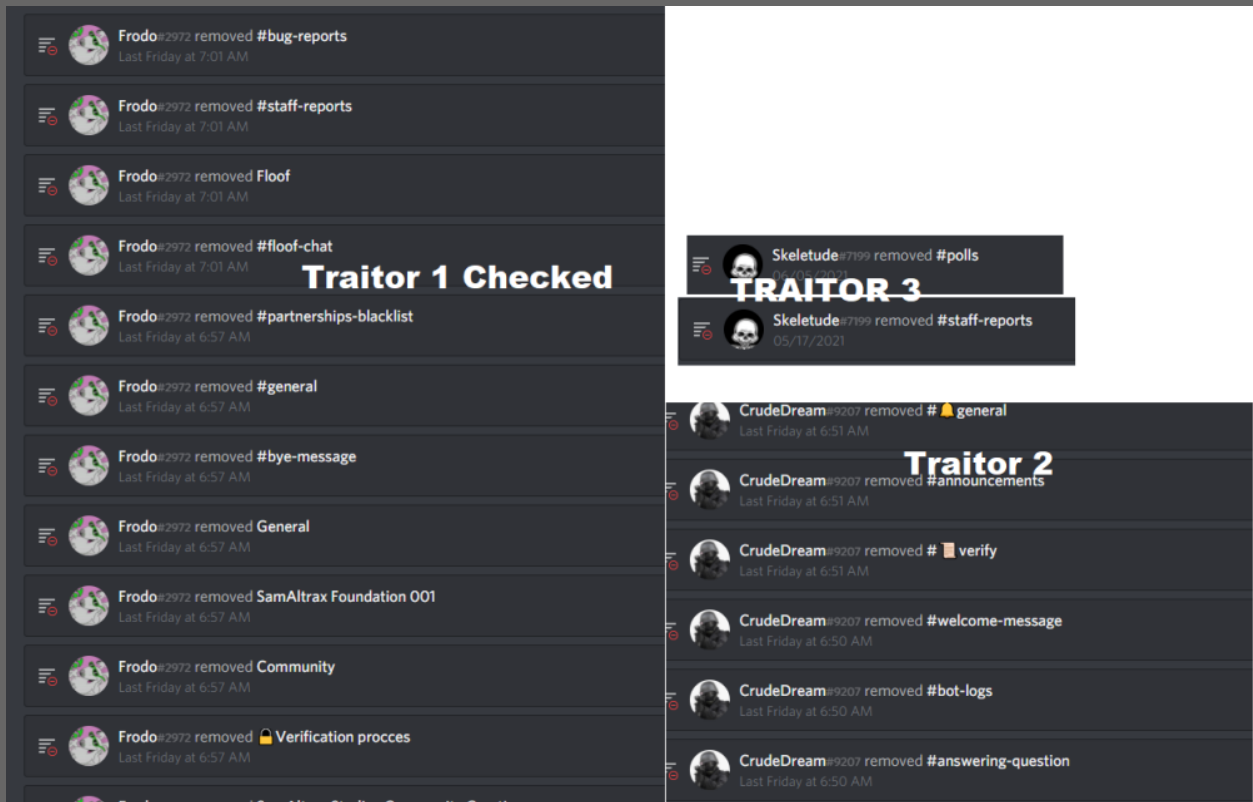 Frodo#2972 removed #bug-reports
Last Friday at 7:01 AM
Frodo#2972 removed #staff-reports
Last Friday at 7:01 AM
Frodo#2972 removed Floof
Last Friday at 7:01 AM
Frodo#2972 removed #floof-chat
Last Friday at 7:01 AM
Traitor 1 Checked
Frodo#2972 removed #partnerships-blacklist
Last Friday at 6:57 AM
Frodo#2972 removed #general
Last Friday at 6:57 AM
Frodo#2972 removed #bye-message
Last Friday at 6:57 AM
Frodo#2972 removed General
Last Friday at 6:57 AM
Frodo#2972 removed SamAltrax Foundation 001
Last Friday at 6:57 AM
Frodo#2972 removed Community
Last Friday at 6:57 AM
Frodo#2972 removed 🔒Verification procces
Last Friday at 6:57 AM
Skeletude#7199 removed #polls
06/05/2021
TRAITOR 3
Skeletude#7199 removed #staff-reports
05/17/2021
CrudeDream#9207 removed #🔔general
Last Friday at 6:51 AM
Traitor 2
CrudeDream#9207 removed #announcements
Last Friday at 6:51 AM
CrudeDream#9207 removed #📜verify
Last Friday at 6:51 AM
CrudeDream#9207 removed #welcome-message
Last Friday at 6:50 AM
CrudeDream#9207 removed #bot-logs
Last Friday at 6:50 AM
CrudeDream#9207 removed #answering-question
Last Friday at 6:50 AM